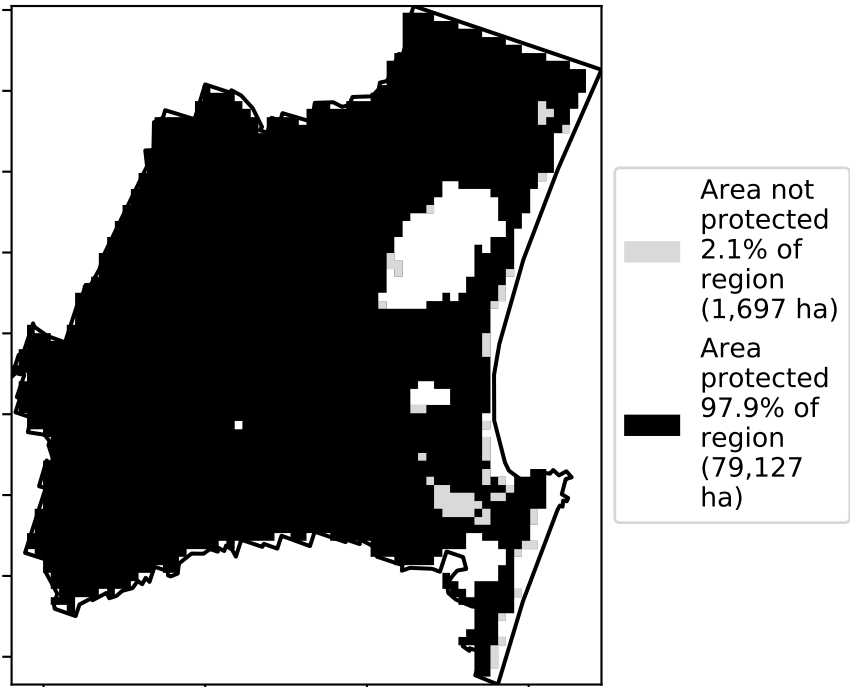 Area not
protected
2.1% of
region
(1,697 ha)
Area
protected
97.9% of
region
(79,127
ha)